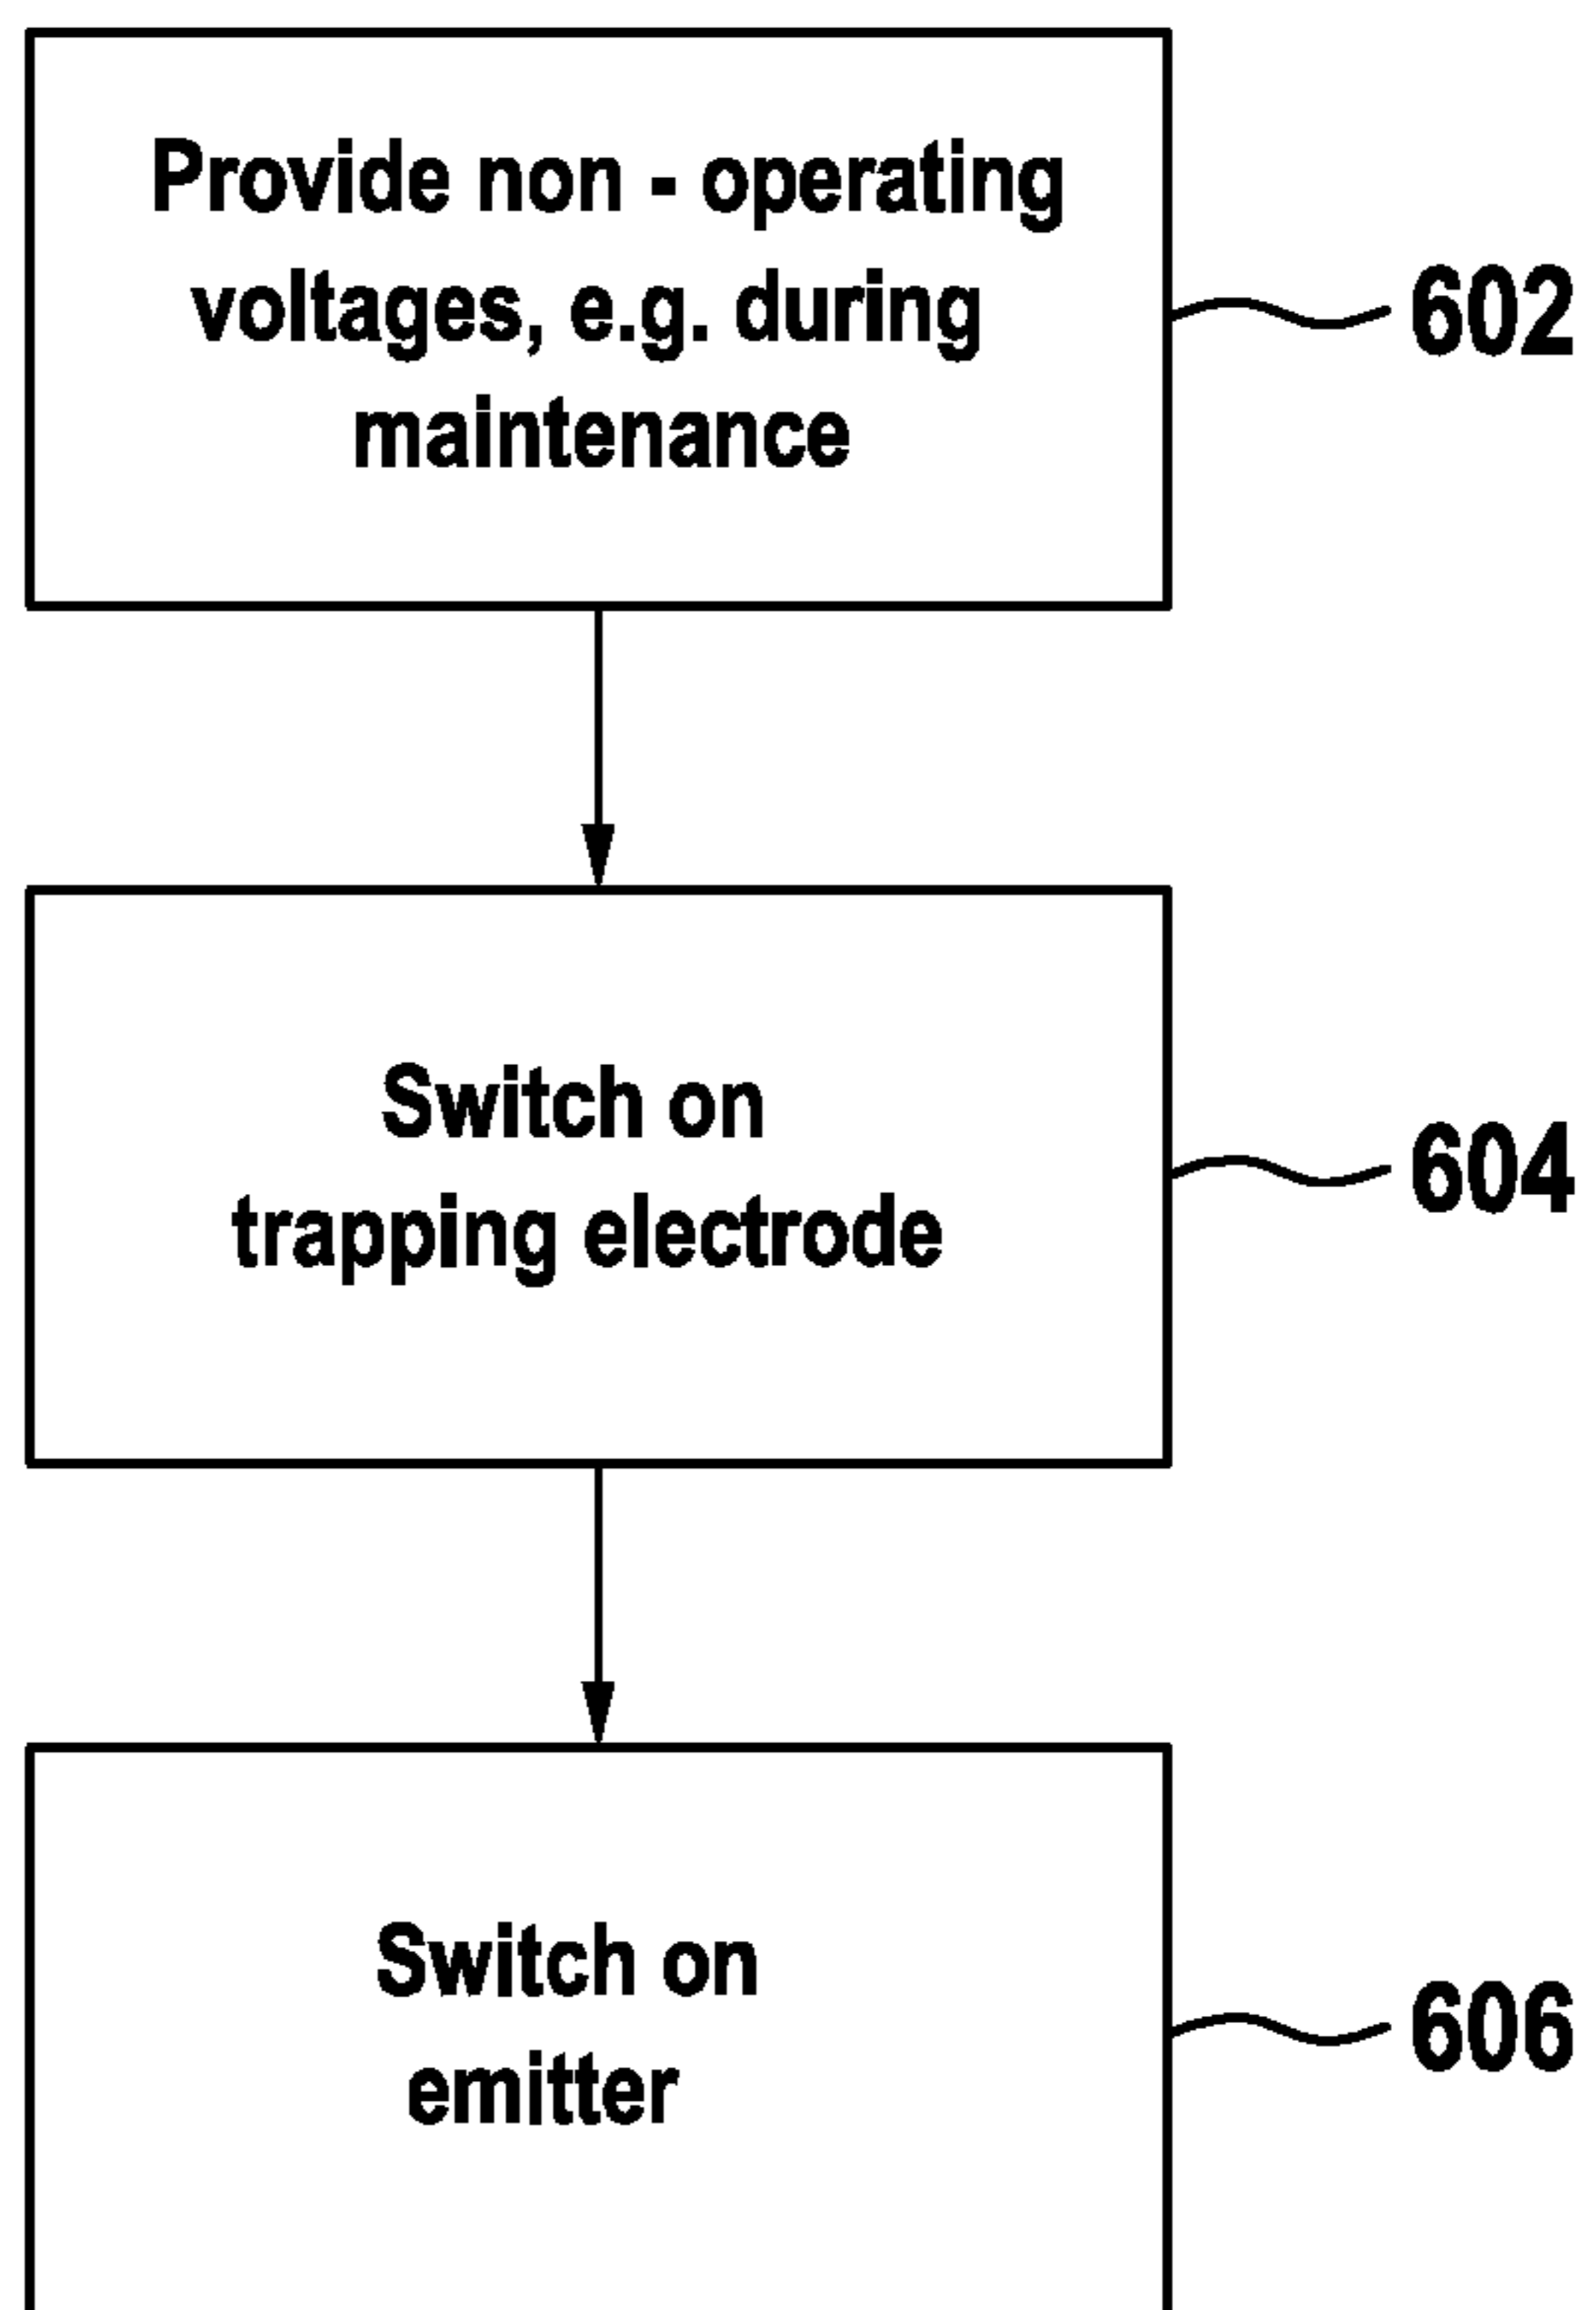 Provide non - operating
voltages, e.g. during
maintenance
602
Switch on
trapping electrode
604
Switch on
emitter
606